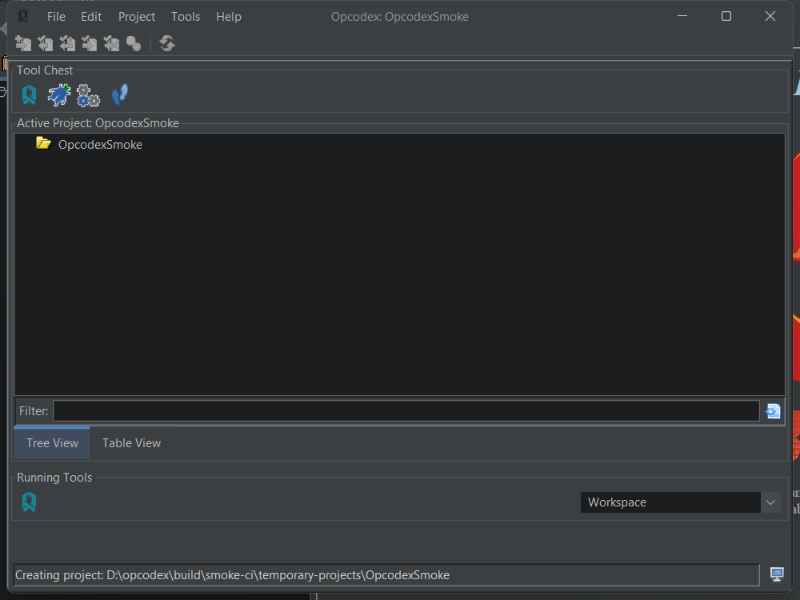 File Edit Project Tools Help Opcodex: OpcodexSmoke
Tool Chest
Active Project: OpcodexSmoke
OpcodexSmoke
Filter:
Tree View Table View
Running Tools
Workspace
Creating project: D:\opcodex\build\smoke-ci\temporary-projects\OpcodexSmoke